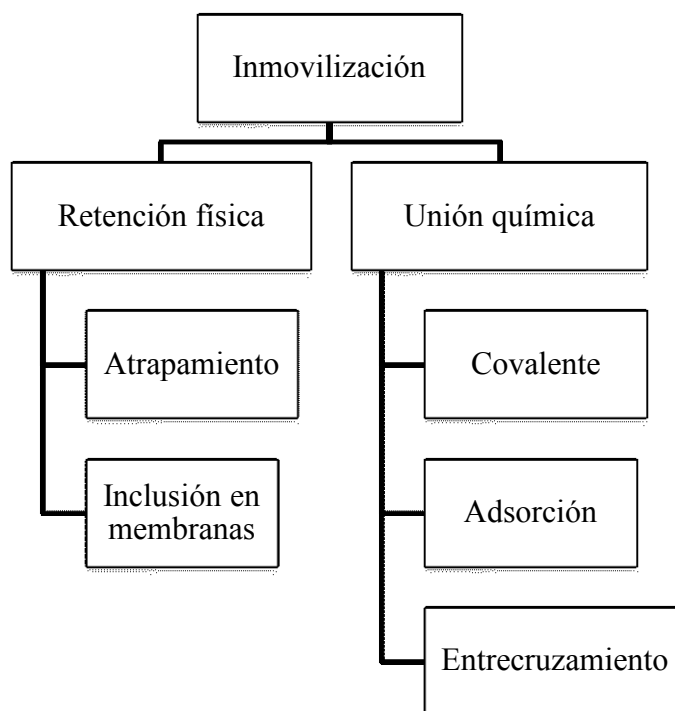 Inmovilización
Retención física
Unión química
Atrapamiento
Covalente
Inclusión en
membranas
Adsorción
Entrecruzamiento